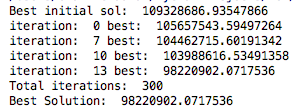 Best initial sol:  109328686.93547866
iteration:  0 best:  105657543.59497264
iteration:  7 best:  104462715.60191342
iteration:  10 best:  103988616.53491358
iteration:  13 best:  98220902.0717536
Total iterations:  300
Best Solution:  98220902.0717536